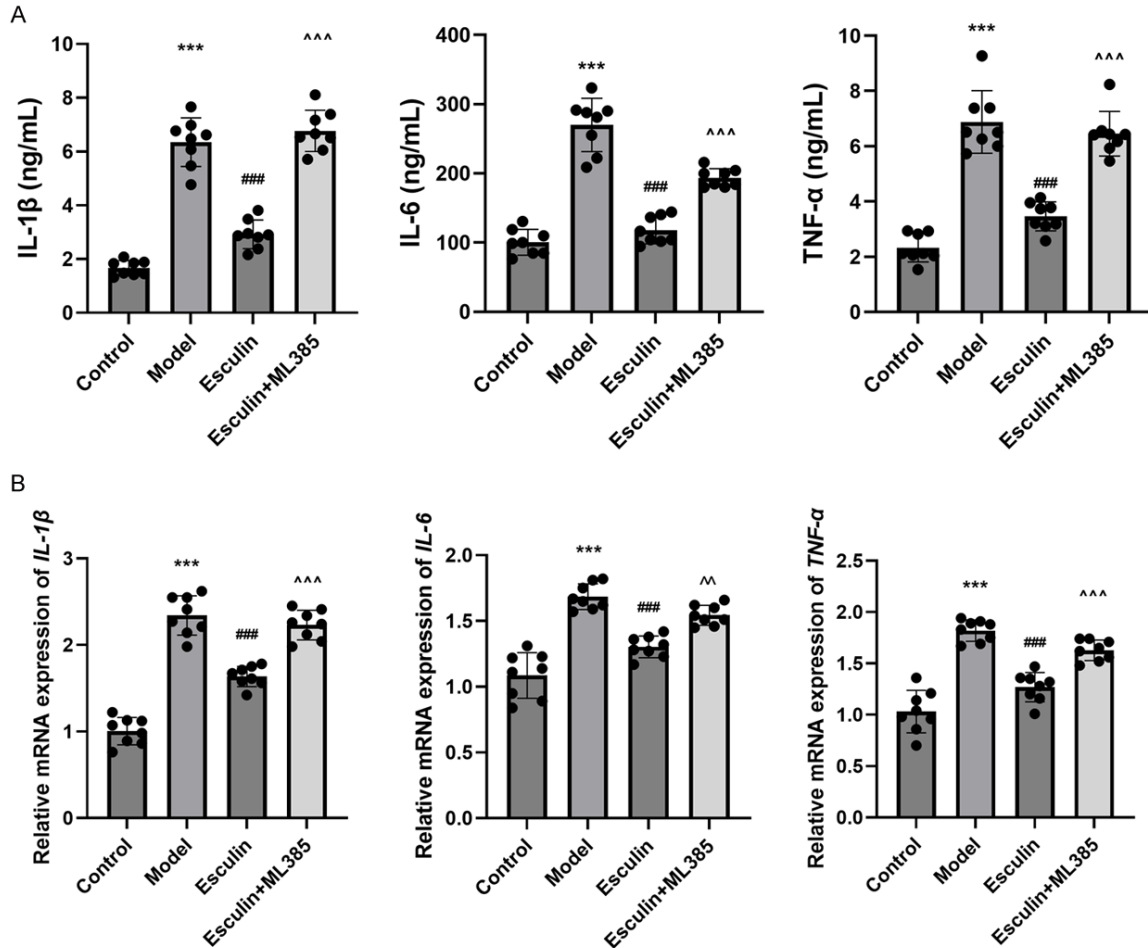 A
IL-1β (ng/mL)
10
8
6
4
2
0
***
###
^^^
Control
Model
Esculin
Esculin+ML385
IL-6 (ng/mL)
400
300
200
100
0
***
###
^^^
Control
Model
Esculin
Esculin+ML385
TNF-α (ng/mL)
10
8
6
4
2
0
***
###
^^^
Control
Model
Esculin
Esculin+ML385
B
Relative mRNA expression of IL-1β
3
2
1
0
***
###
^^^
Control
Model
Esculin
Esculin+ML385
Relative mRNA expression of IL-6
2.0
1.5
1.0
0.5
0.0
***
###
^^
Control
Model
Esculin
Esculin+ML385
Relative mRNA expression of TNF-α
2.5
2.0
1.5
1.0
0.5
0.0
***
###
^^^
Control
Model
Esculin
Esculin+ML385